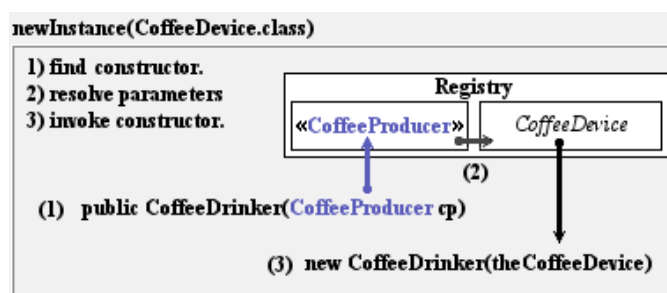 newInstance(CoffeeDevice.class)
1) find constructor.
2) resolve parameters
3) invoke constructor.
Registry
«CoffeeProducer» CoffeeDevice
(2)
(1) public CoffeeDrinker(CoffeeProducer cp)
(3) new CoffeeDrinker(theCoffeeDevice)